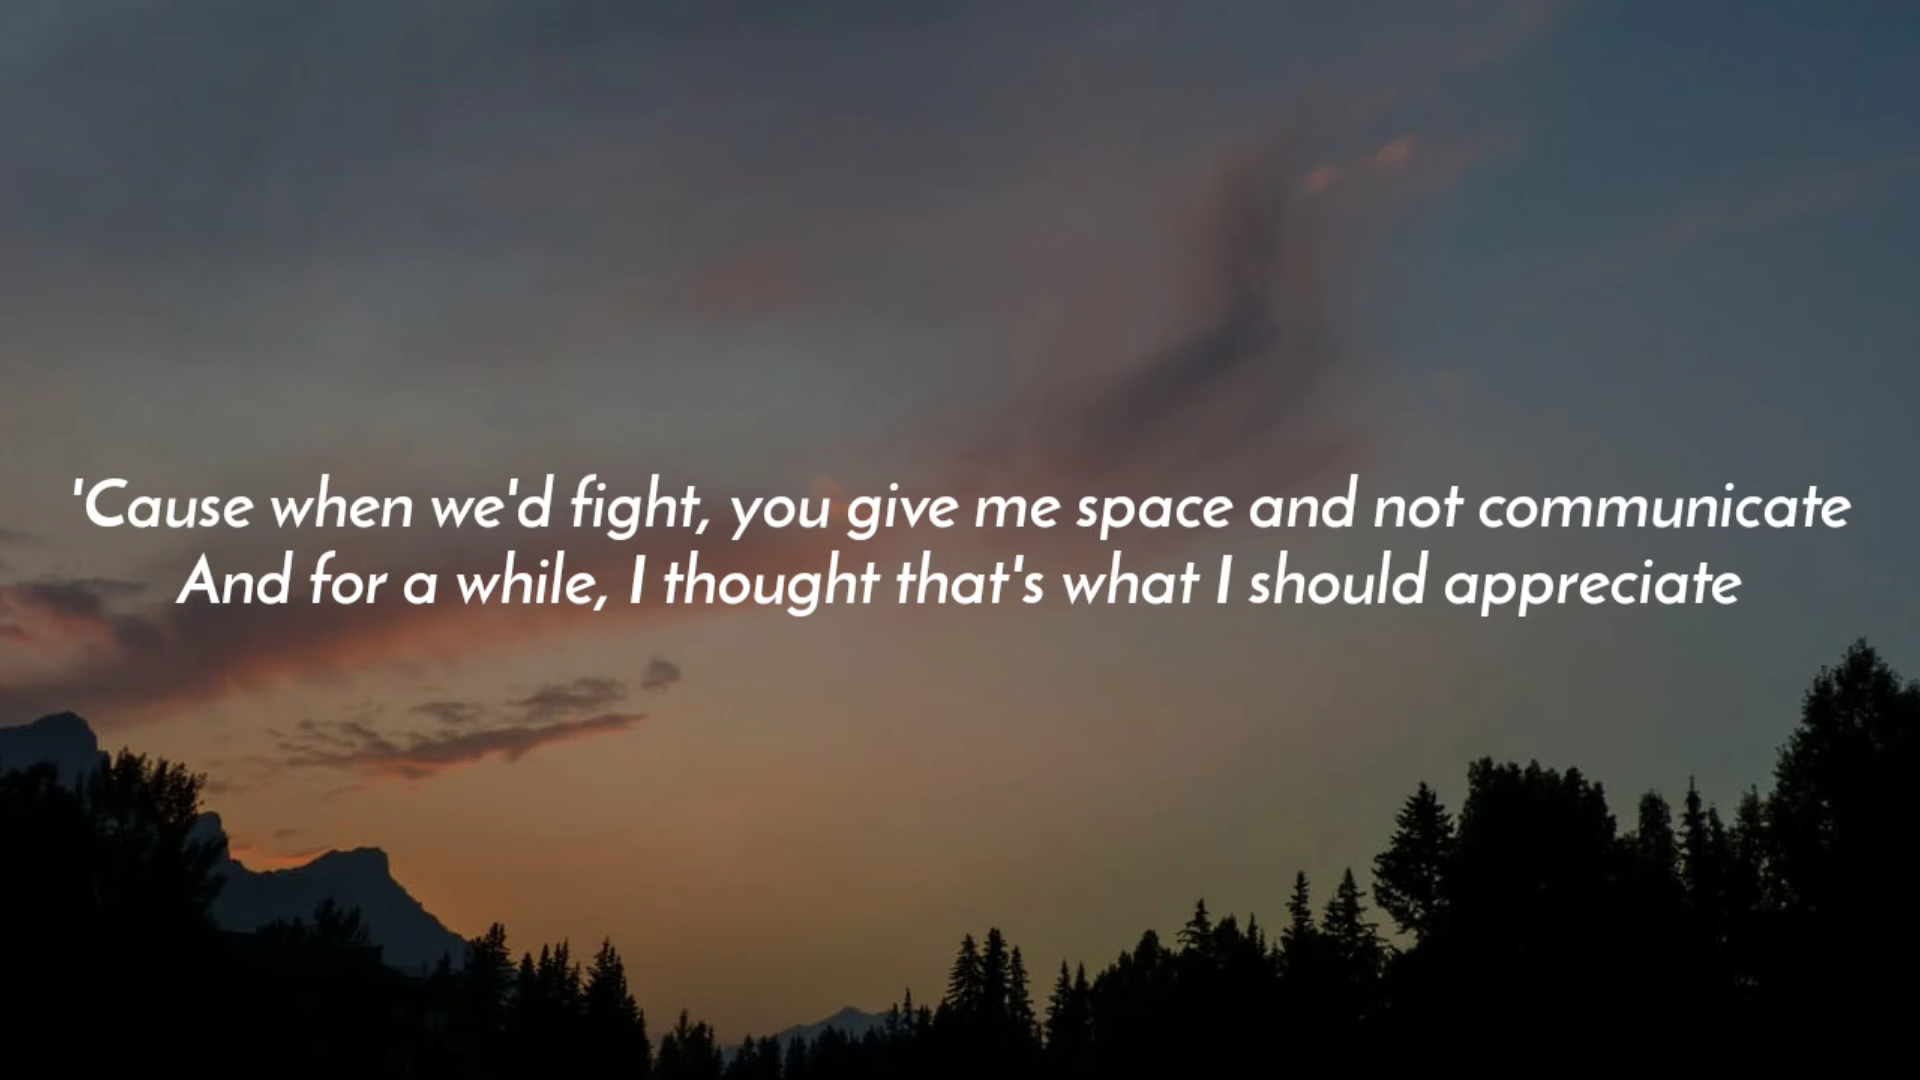 'Cause when we'd fight, you give me space and not communicate
And for a while, I thought that's what I should appreciate